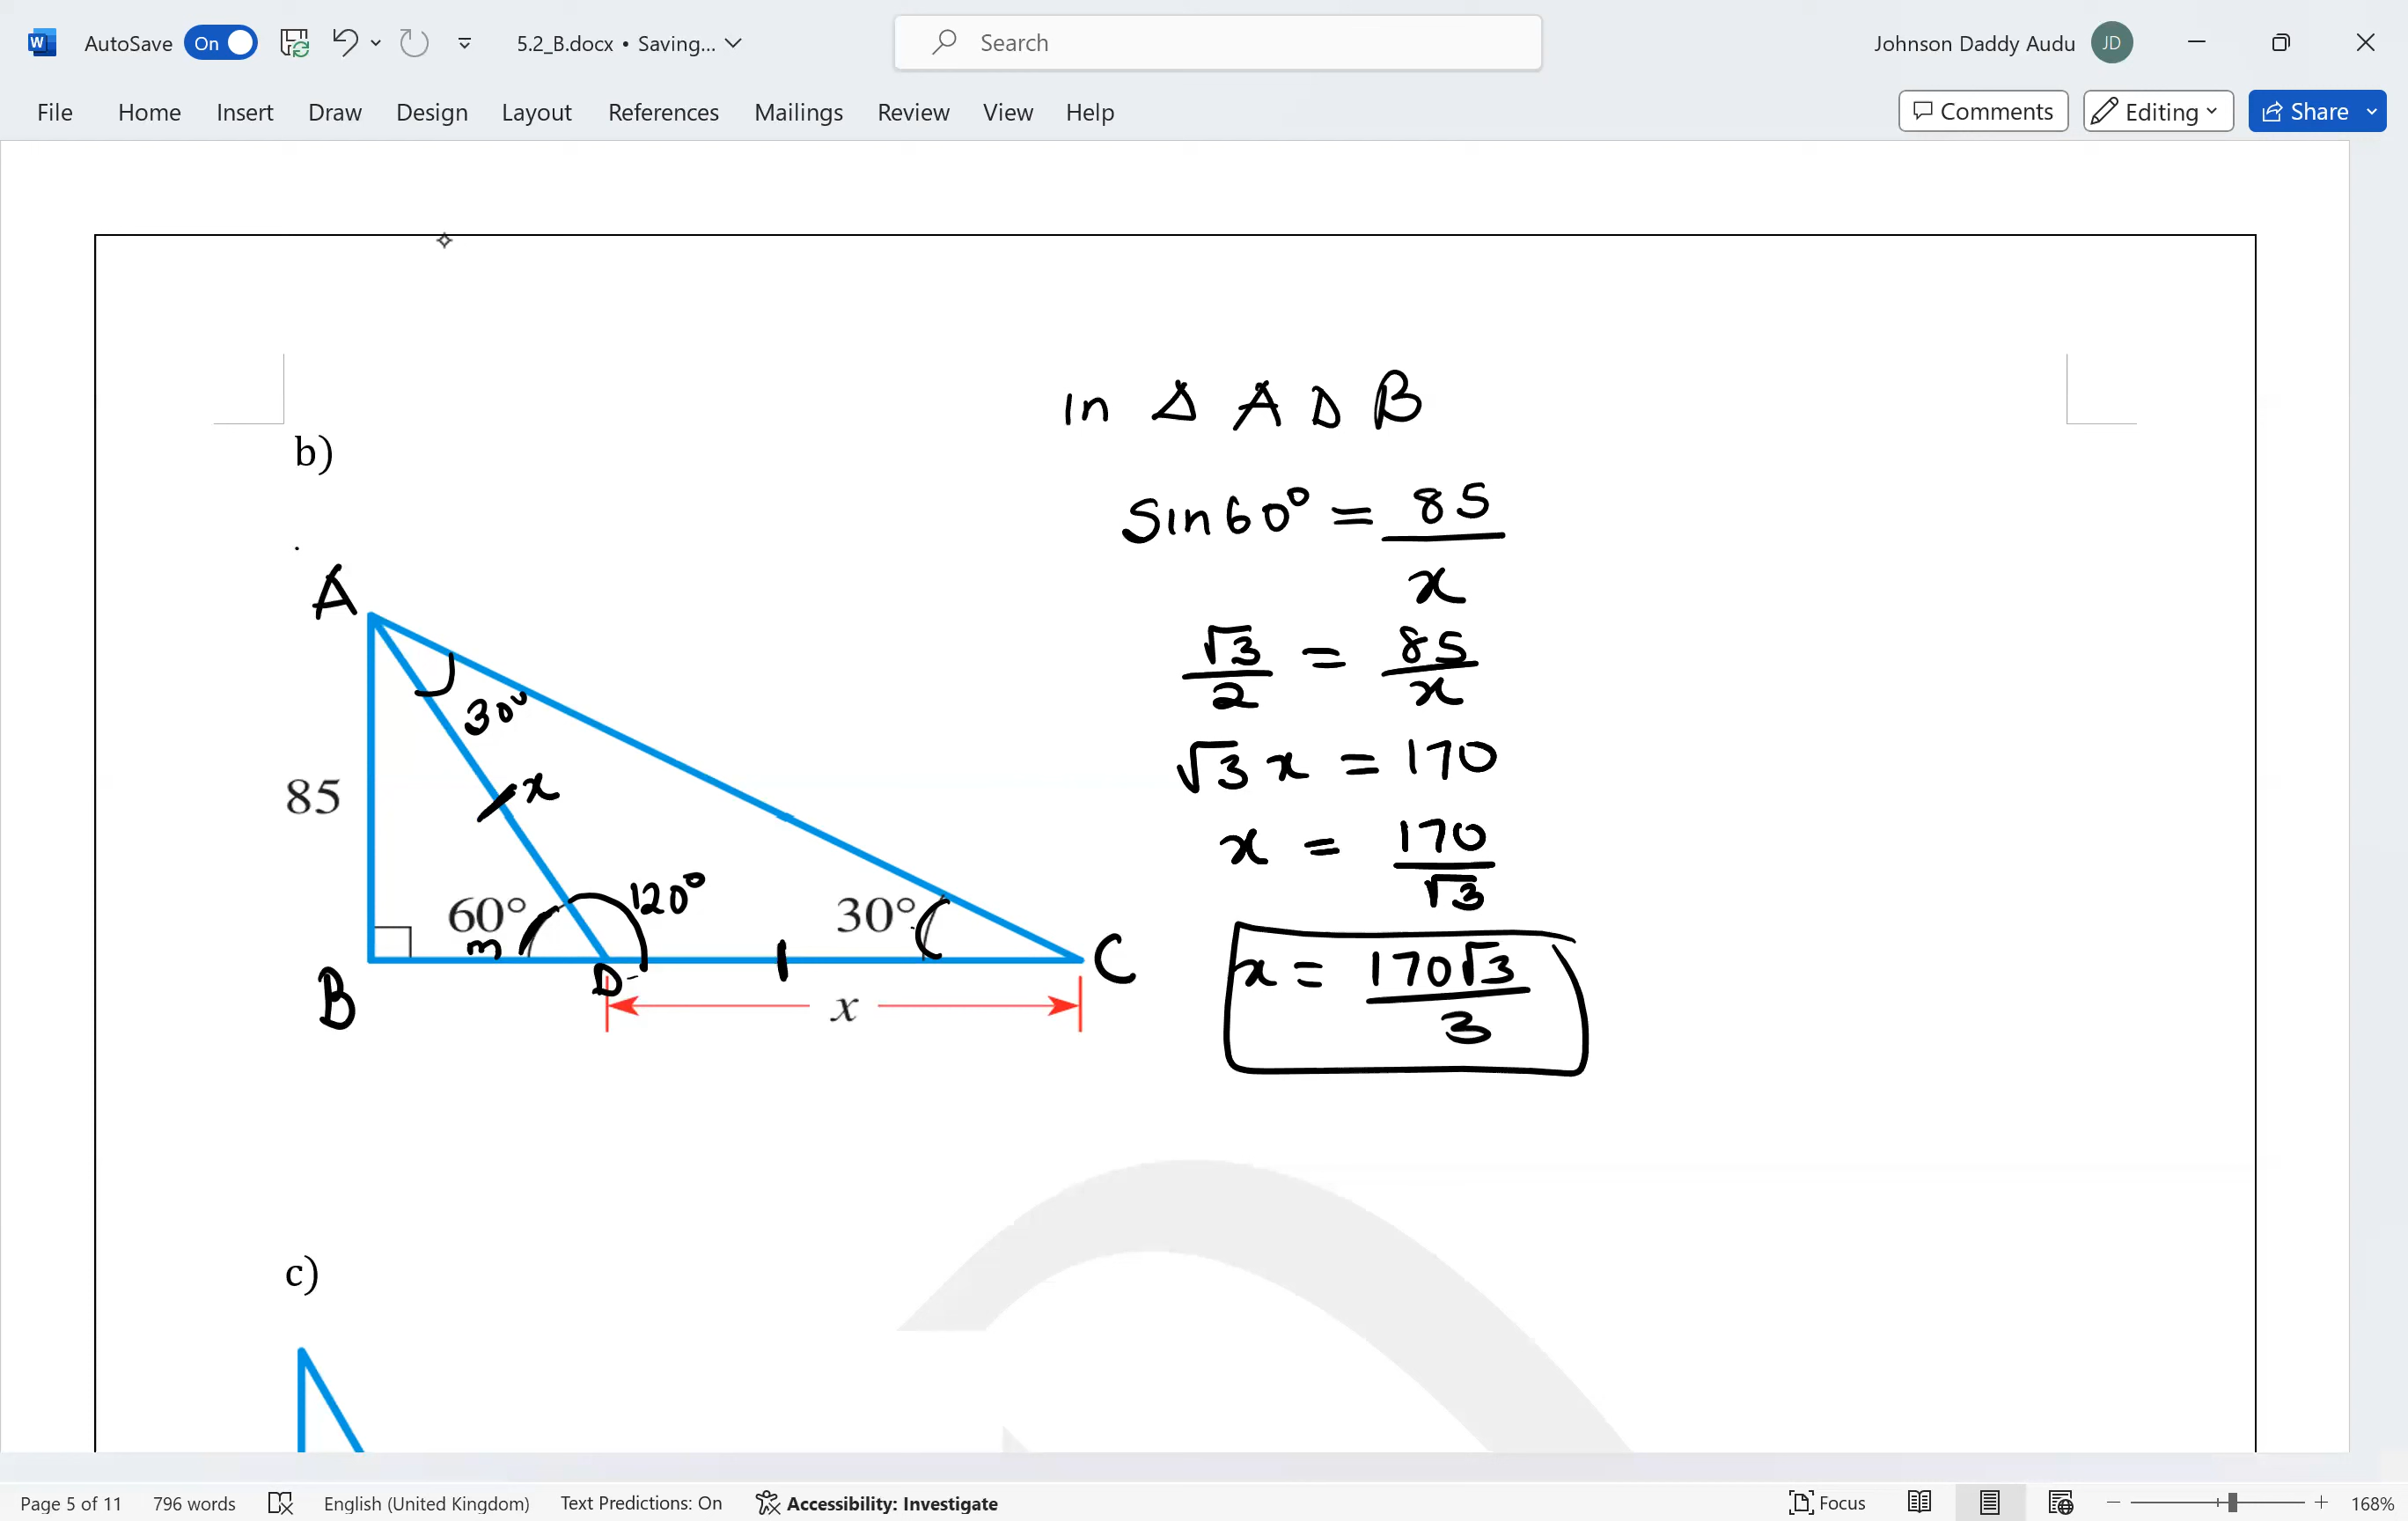 AutoSave On 5.2_B.docx • Saving... Search Johnson Daddy Audu JD
File Home Insert Draw Design Layout References Mailings Review View Help Comments Editing Share
b)
A
30°
x
85
60°
m
120°
30°
B
D
C
x
In Δ A D B
Sin60° = 85/x
√3/2 = 85/x
√3 x = 170
x = 170/√3
x = 170√3/3
c)
Page 5 of 11 796 words English (United Kingdom) Text Predictions: On Accessibility: Investigate Focus 168%